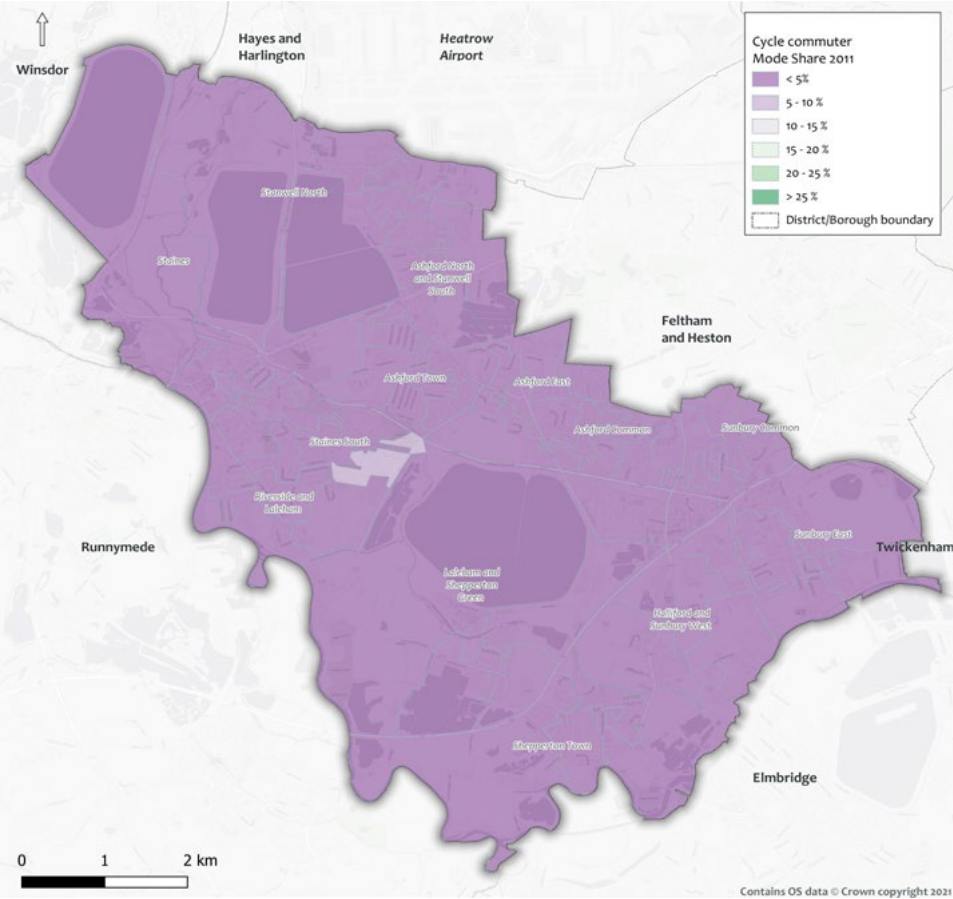 Hayes and
Harlington
Heatrow
Airport
Winsdor
Cycle commuter
Mode Share 2011
< 5%
5 - 10 %
10 - 15 %
15 - 20 %
20 - 25 %
> 25 %
District/Borough boundary
Stanwell North
Staines
Ashford North
and Stanwell
South
Feltham
and Heston
Ashford Town
Ashford East
Ashford Common
Sunbury Common
Staines South
Riverside and
Laleham
Runnymede
Sunbury East
Twickenham
Laleham and
Shepperton
Green
Halliford and
Sunbury West
Shepperton Town
Elmbridge
0 1 2 km
Contains OS data © Crown copyright 2021